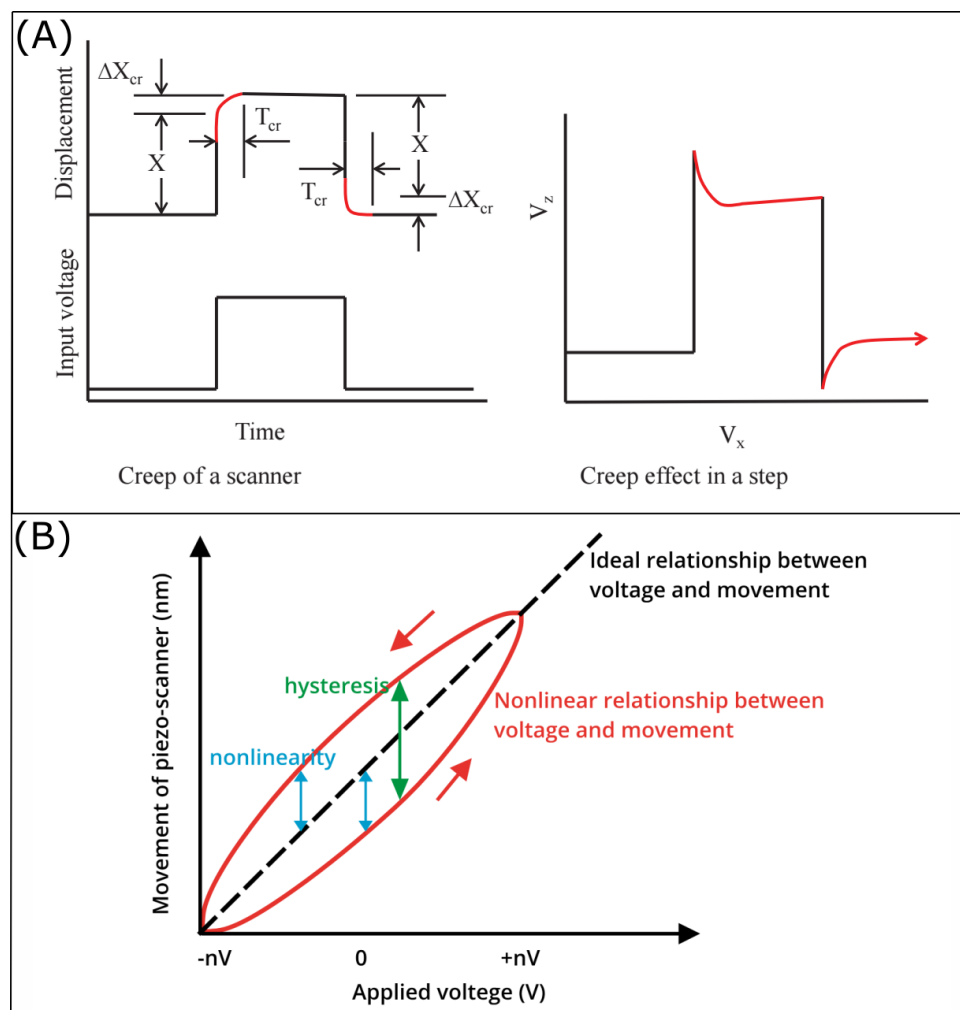 (A)
Displacement
ΔXcr
X
Tcr
Tcr
X
ΔXcr
Input voltage
Time
Creep of a scanner
Vz
Vx
Creep effect in a step
(B)
Movement of piezo-scanner (nm)
Ideal relationship between
voltage and movement
hysteresis
Nonlinear relationship between
voltage and movement
nonlinearity
-nV
0
+nV
Applied voltege (V)